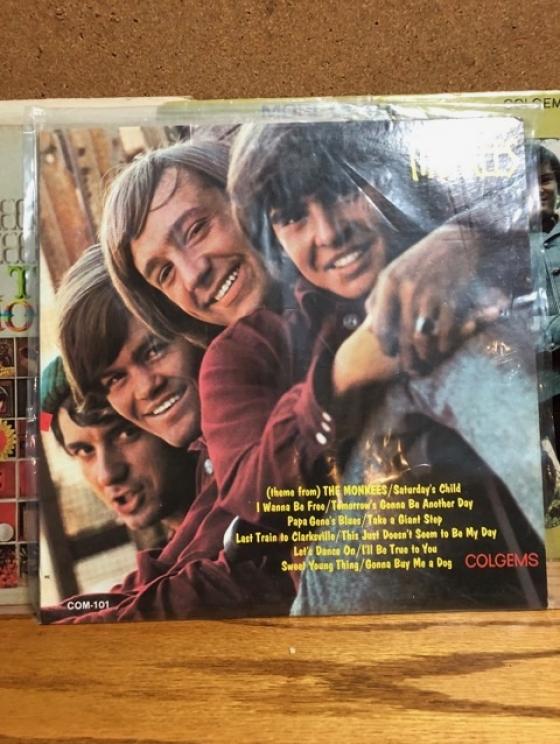 COLGEM
MONKEES
(theme from) THE MONKEES/Saturday's Child
I Wanna Be Free/Tomorrow's Gonna Be Another Day
Papa Gene's Blues/Take a Giant Step
Last Train to Clarksville/This Just Doesn't Seem to Be My Day
Let's Dance On/I'll Be True to You
Sweet Young Thing/Gonna Buy Me a Dog
COLGEMS
COM-101